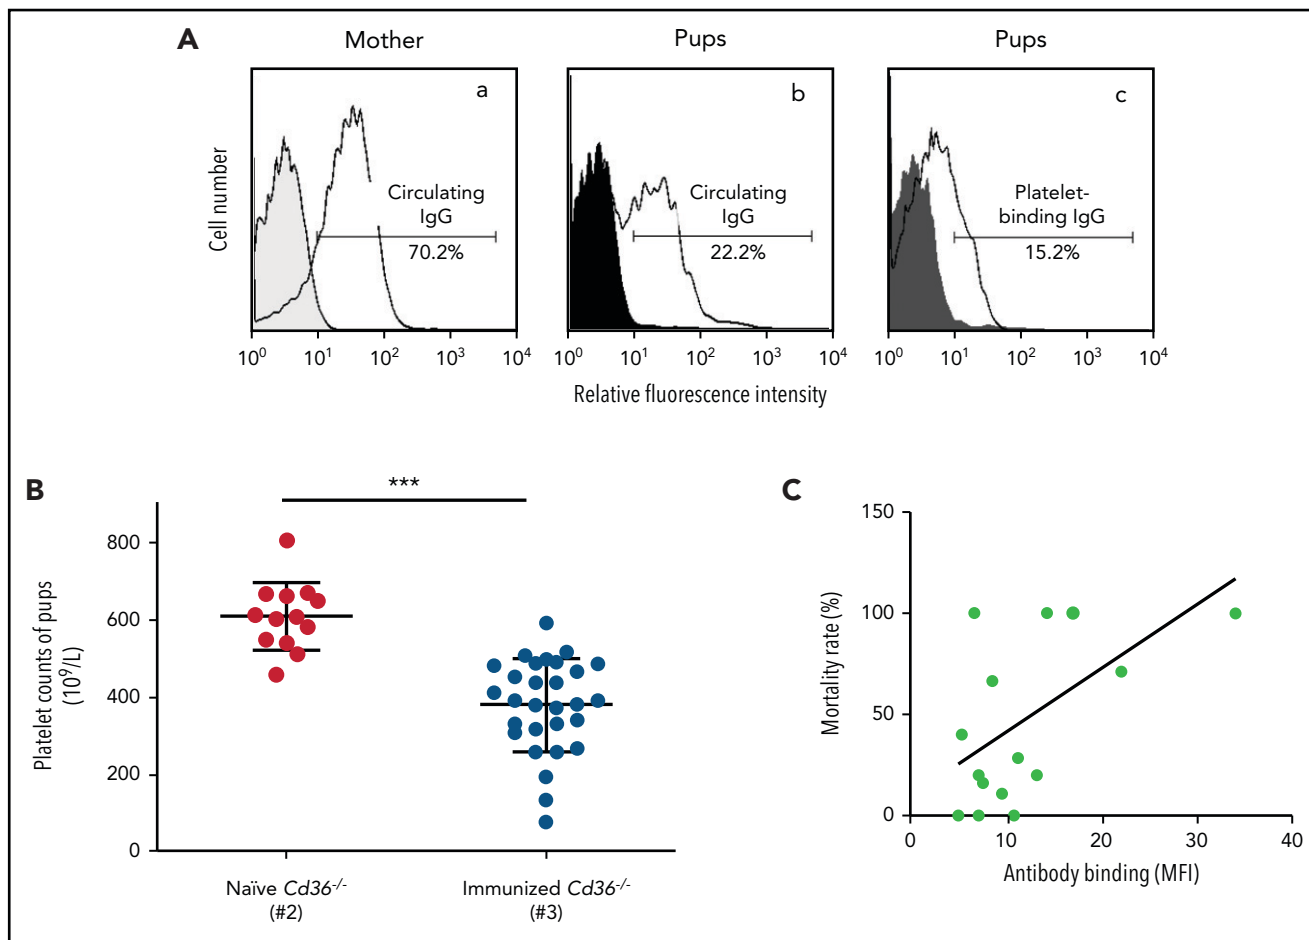 A
Mother
Pups
Pups
a
b
c
Cell number
Circulating
IgG
70.2%
Circulating
IgG
22.2%
Platelet-
binding IgG
15.2%
10⁰ 10¹ 10² 10³ 10⁴
10⁰ 10¹ 10² 10³ 10⁴
10⁰ 10¹ 10² 10³ 10⁴
Relative fluorescence intensity
B
***
Platelet counts of pups
(10⁹/L)
800
600
400
200
0
Naïve Cd36⁻/⁻
(#2)
Immunized Cd36⁻/⁻
(#3)
C
Mortality rate (%)
150
100
50
0
0 10 20 30 40
Antibody binding (MFI)